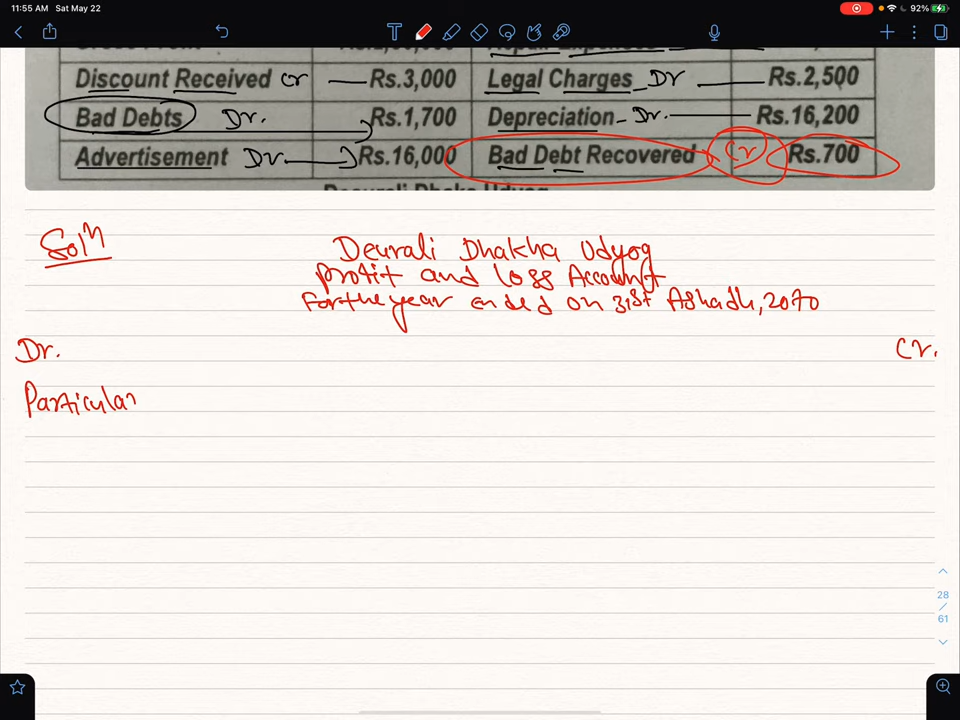 11:55 AM Sat May 22
92%
Discount Received Cr Rs.3,000 Legal Charges Dr Rs.2,500
Bad Debts Dr. Rs.1,700 Depreciation Dr. Rs.16,200
Advertisement Dr Rs.16,000 Bad Debt Recovered Cr Rs.700
Soln
Deurali Dhakha Udyog
Profit and Loss Account
For the year ended on 31st Ashadh, 2070
Dr. Cr.
Particular
28
/
61